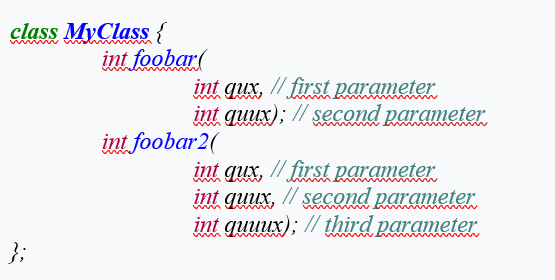 class MyClass {
int foobar(
int qux, // first parameter
int quux); // second parameter
int foobar2(
int qux, // first parameter
int quux, // second parameter
int quuux); // third parameter
};